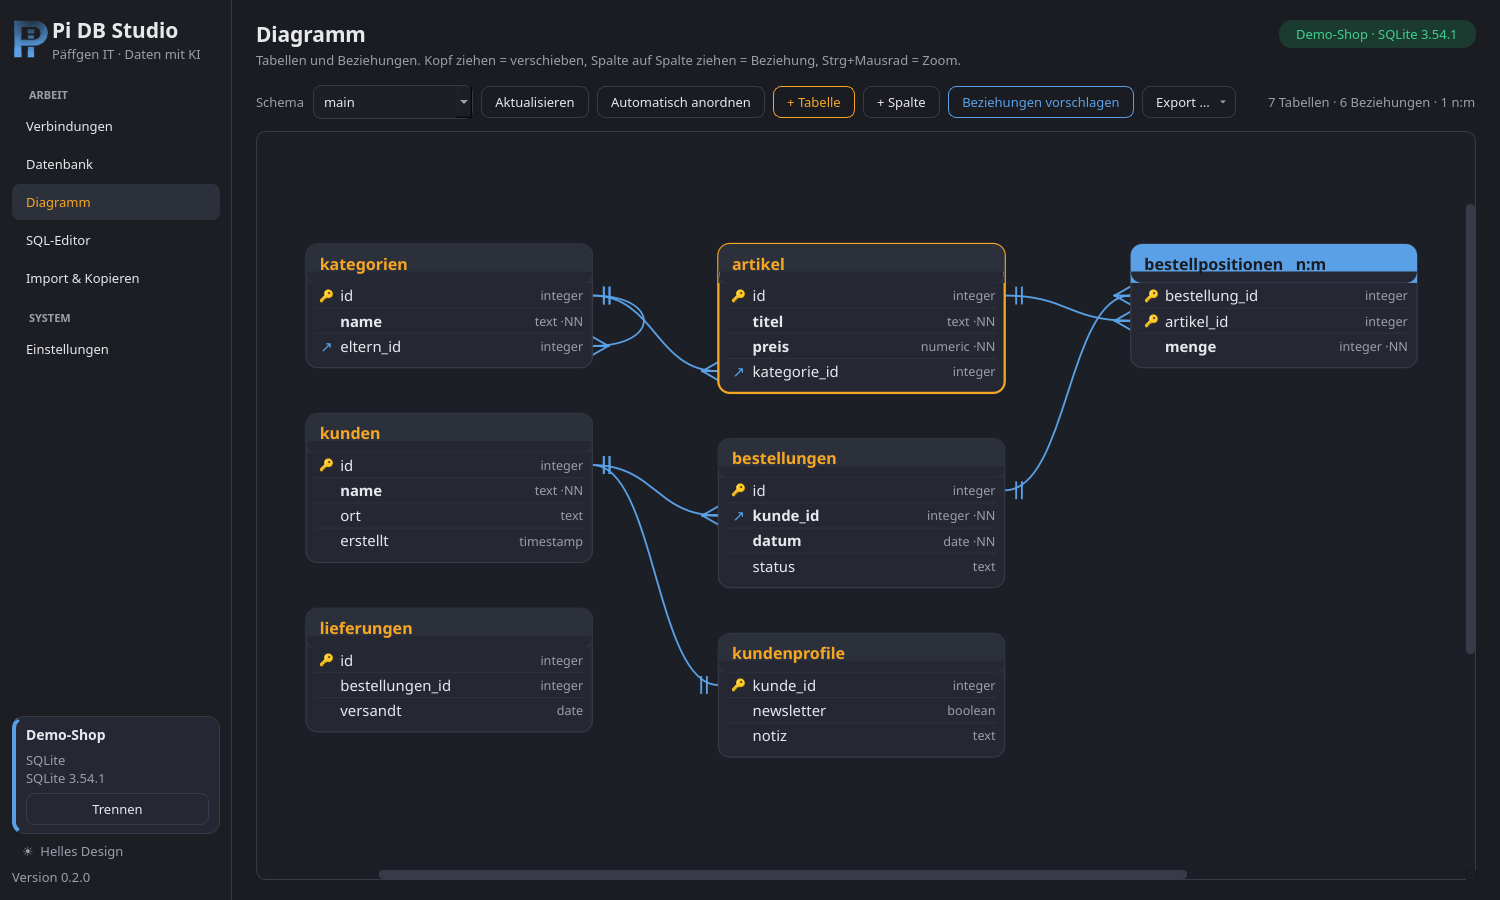 Pi DB Studio
Päffgen IT · Daten mit KI
ARBEIT
Verbindungen
Datenbank
Diagramm
SQL-Editor
Import & Kopieren
SYSTEM
Einstellungen
Demo-Shop
SQLite
SQLite 3.54.1
Trennen
☀ Helles Design
Version 0.2.0
Diagramm
Demo-Shop · SQLite 3.54.1
Tabellen und Beziehungen. Kopf ziehen = verschieben, Spalte auf Spalte ziehen = Beziehung, Strg+Mausrad = Zoom.
Schema main Aktualisieren Automatisch anordnen + Tabelle + Spalte Beziehungen vorschlagen Export ... 7 Tabellen · 6 Beziehungen · 1 n:m
kategorien
id integer
name text ·NN
↗ eltern_id integer
artikel
id integer
titel text ·NN
preis numeric ·NN
↗ kategorie_id integer
bestellpositionen n:m
bestellung_id integer
artikel_id integer
menge integer ·NN
kunden
id integer
name text ·NN
ort text
erstellt timestamp
bestellungen
id integer
↗ kunde_id integer ·NN
datum date ·NN
status text
lieferungen
id integer
bestellungen_id integer
versandt date
kundenprofile
kunde_id integer
newsletter boolean
notiz text